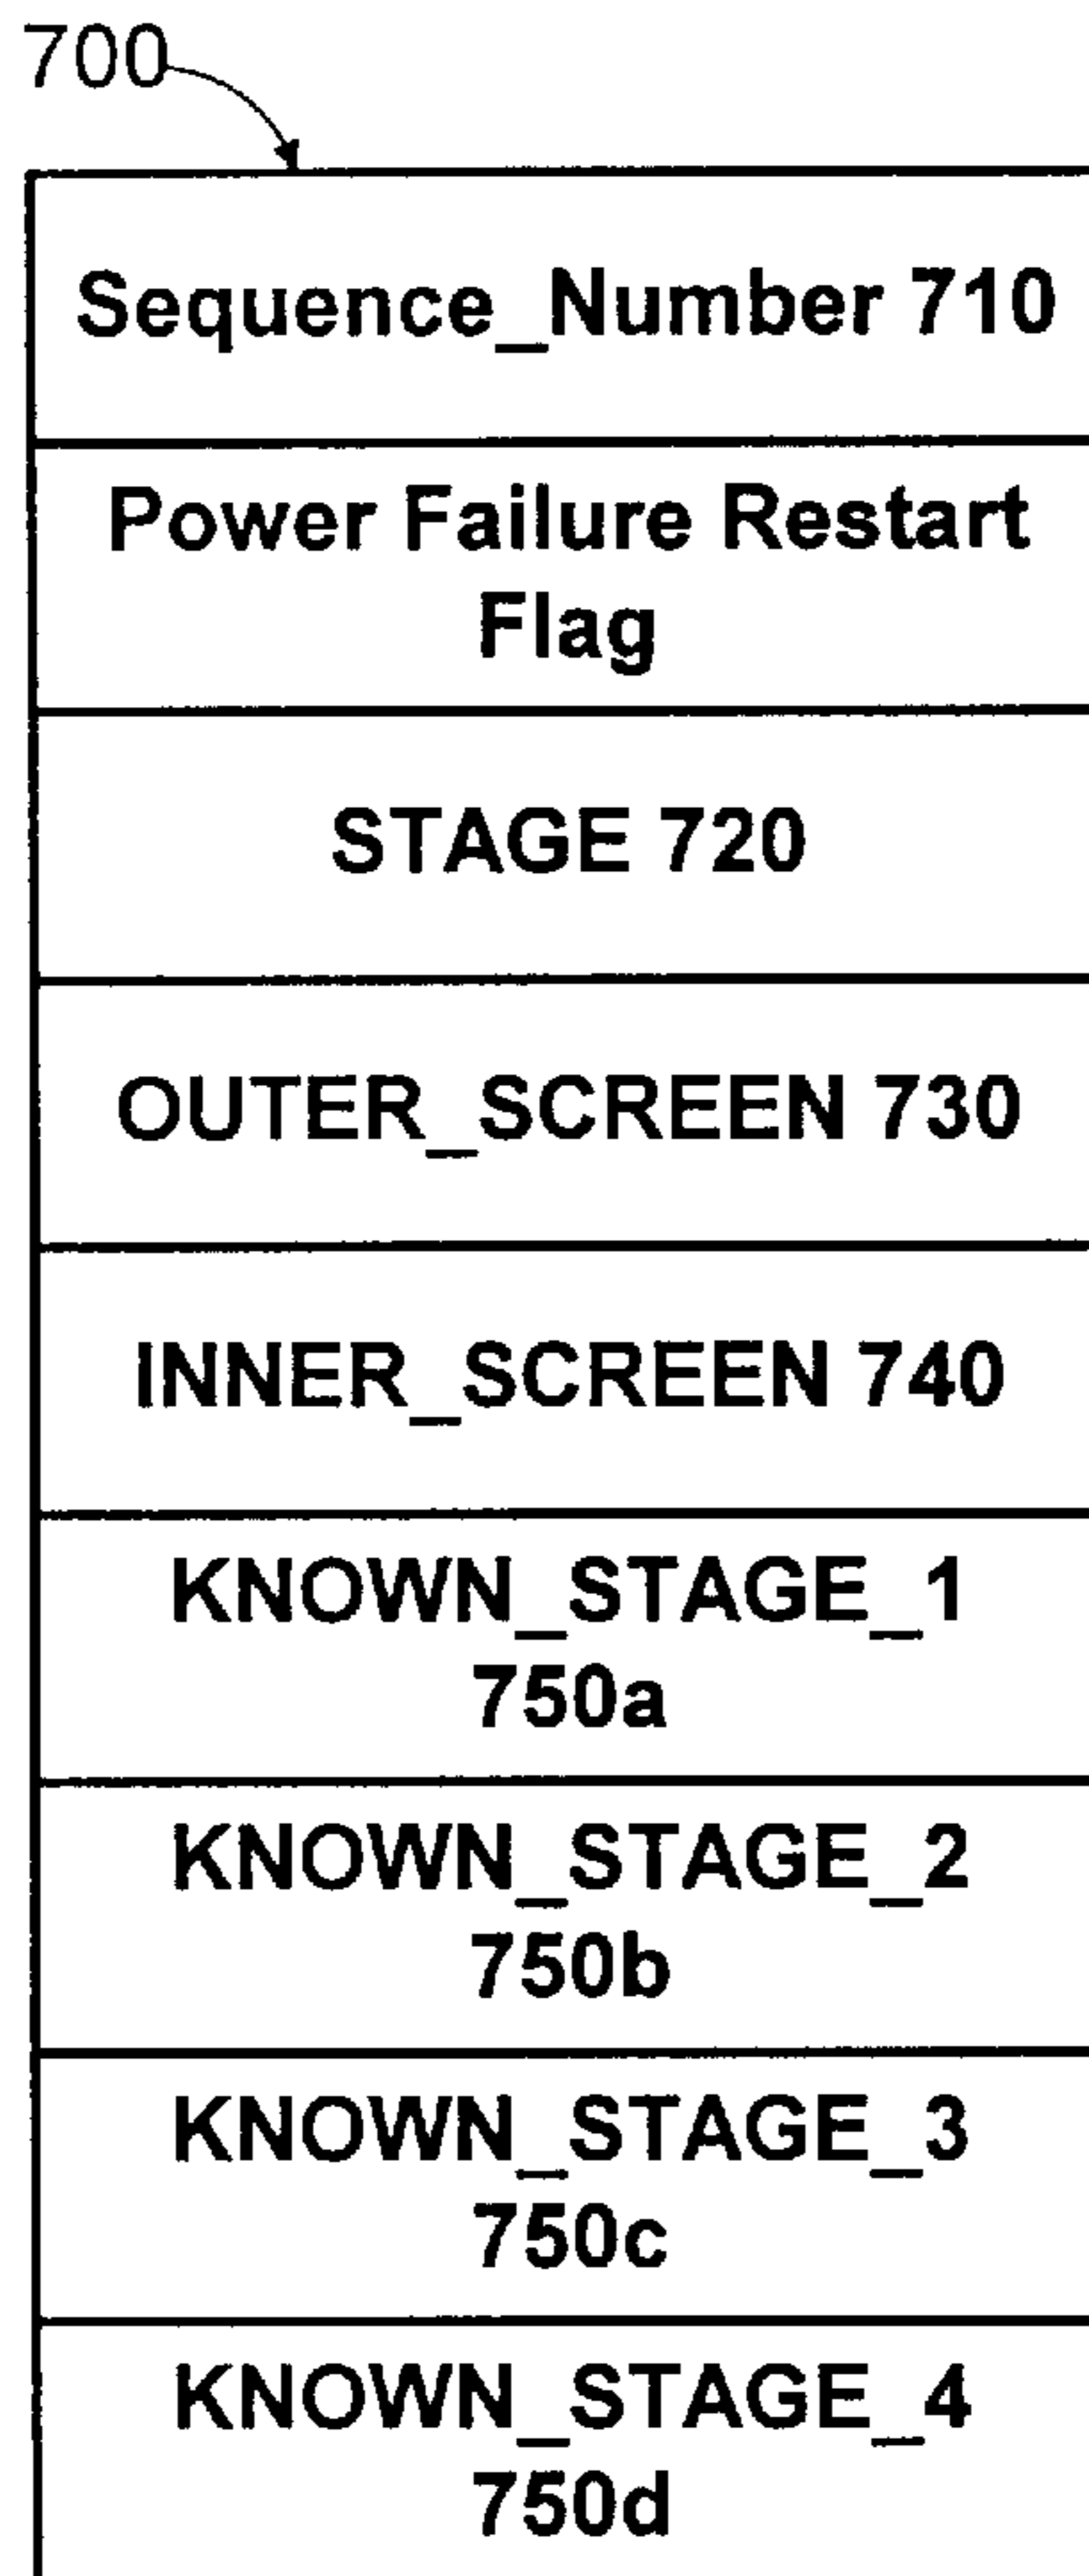 700
Sequence_Number 710
Power Failure Restart
Flag
STAGE 720
OUTER_SCREEN 730
INNER_SCREEN 740
KNOWN_STAGE_1
750a
KNOWN_STAGE_2
750b
KNOWN_STAGE_3
750c
KNOWN_STAGE_4
750d